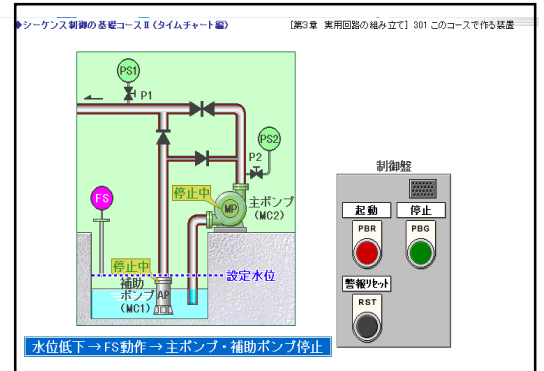 ◆シーケンス制御の基礎コースⅡ(タイムチャート編)
[第3章 実用回路の組み立て] 301 このコースで作る装置
PS1
P1
PS2
P2
制御盤
FS
停止中
MP
主ポンプ
(MC2)
起動
停止
PBR
PBG
停止中
設定水位
補助
ポンプ
AP
(MC1)
警報リセット
RST
水位低下→FS動作→主ポンプ・補助ポンプ停止